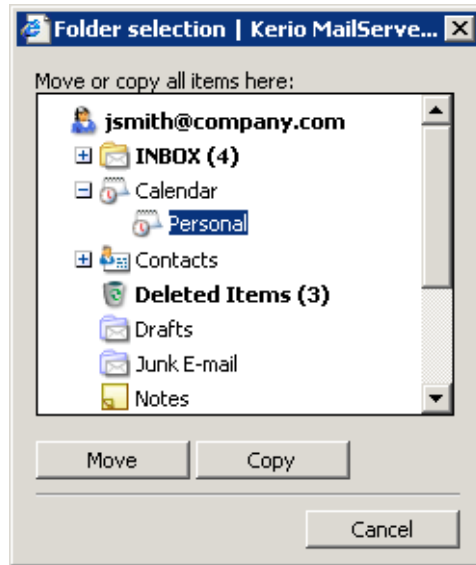 Folder selection | Kerio MailServe...
Move or copy all items here:
jsmith@company.com
INBOX (4)
Calendar
Personal
Contacts
Deleted Items (3)
Drafts
Junk E-mail
Notes
Move Copy
Cancel